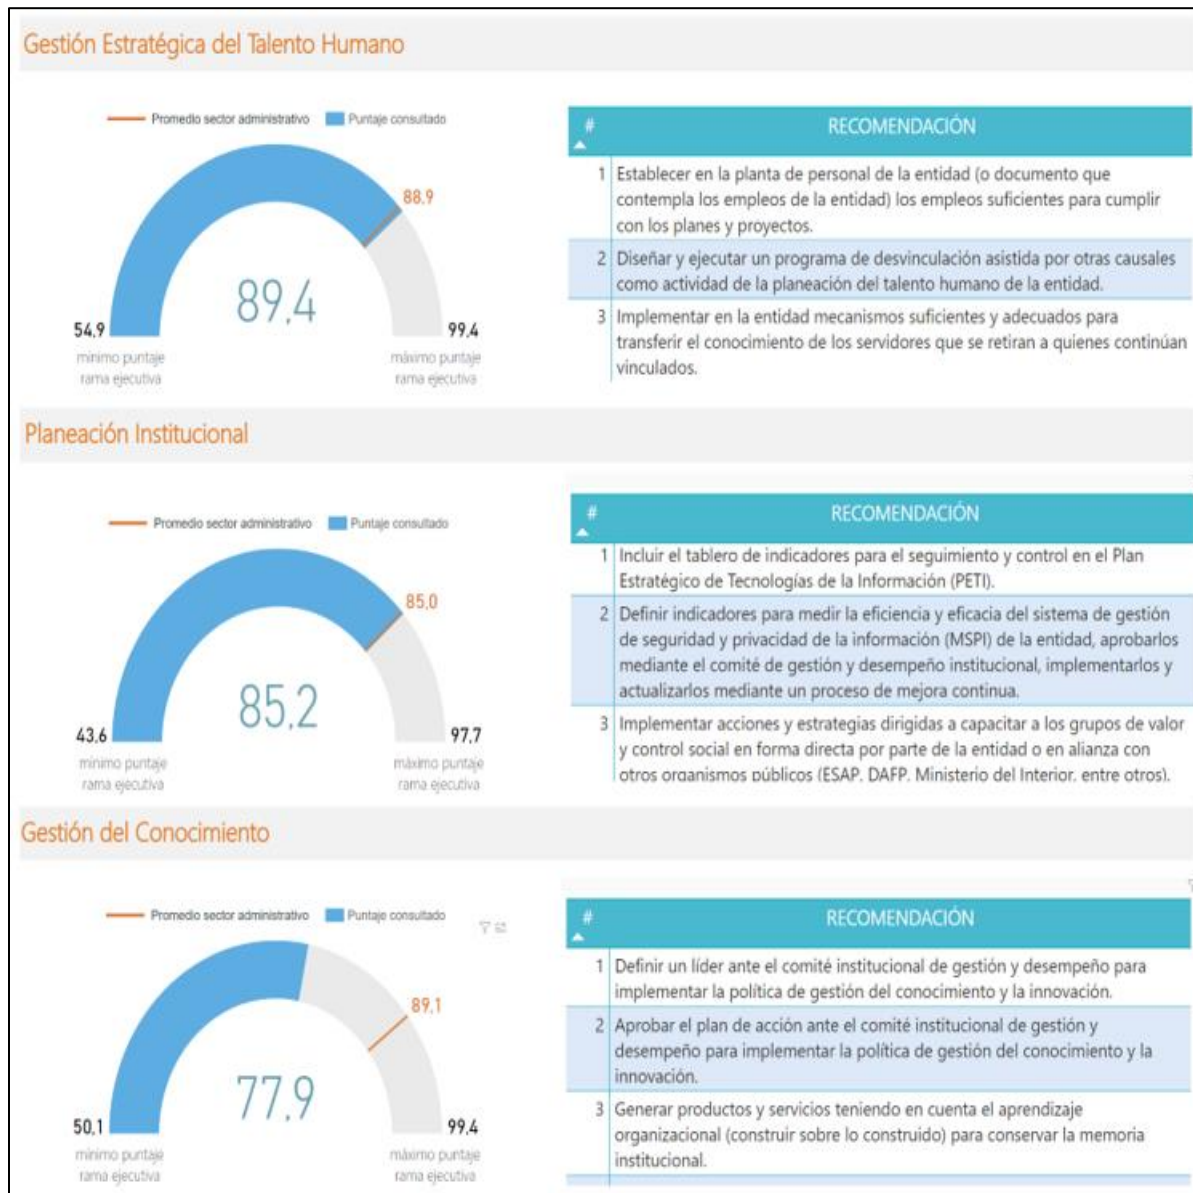 Gestión Estratégica del Talento Humano
Promedio sector administrativo
Puntaje consultado
88,9
89,4
54,9
mínimo puntaje
rama ejecutiva
99,4
máximo puntaje
rama ejecutiva
#
RECOMENDACIÓN
1 Establecer en la planta de personal de la entidad (o documento que
contempla los empleos de la entidad) los empleos suficientes para cumplir
con los planes y proyectos.
2 Diseñar y ejecutar un programa de desvinculación asistida por otras causales
como actividad de la planeación del talento humano de la entidad.
3 Implementar en la entidad mecanismos suficientes y adecuados para
transferir el conocimiento de los servidores que se retiran a quienes continúan
vinculados.
Planeación Institucional
Promedio sector administrativo
Puntaje consultado
85,0
85,2
43,6
mínimo puntaje
rama ejecutiva
97,7
máximo puntaje
rama ejecutiva
#
RECOMENDACIÓN
1 Incluir el tablero de indicadores para el seguimiento y control en el Plan
Estratégico de Tecnologías de la Información (PETI).
2 Definir indicadores para medir la eficiencia y eficacia del sistema de gestión
de seguridad y privacidad de la información (MSPI) de la entidad, aprobarlos
mediante el comité de gestión y desempeño institucional, implementarlos y
actualizarlos mediante un proceso de mejora continua.
3 Implementar acciones y estrategias dirigidas a capacitar a los grupos de valor
y control social en forma directa por parte de la entidad o en alianza con
otros organismos públicos (ESAP, DAFP, Ministerio del Interior, entre otros).
Gestión del Conocimiento
Promedio sector administrativo
Puntaje consultado
89,1
77,9
50,1
mínimo puntaje
rama ejecutiva
99,4
máximo puntaje
rama ejecutiva
#
RECOMENDACIÓN
1 Definir un líder ante el comité institucional de gestión y desempeño para
implementar la política de gestión del conocimiento y la innovación.
2 Aprobar el plan de acción ante el comité institucional de gestión y
desempeño para implementar la política de gestión del conocimiento y la
innovación.
3 Generar productos y servicios teniendo en cuenta el aprendizaje
organizacional (construir sobre lo construido) para conservar la memoria
institucional.